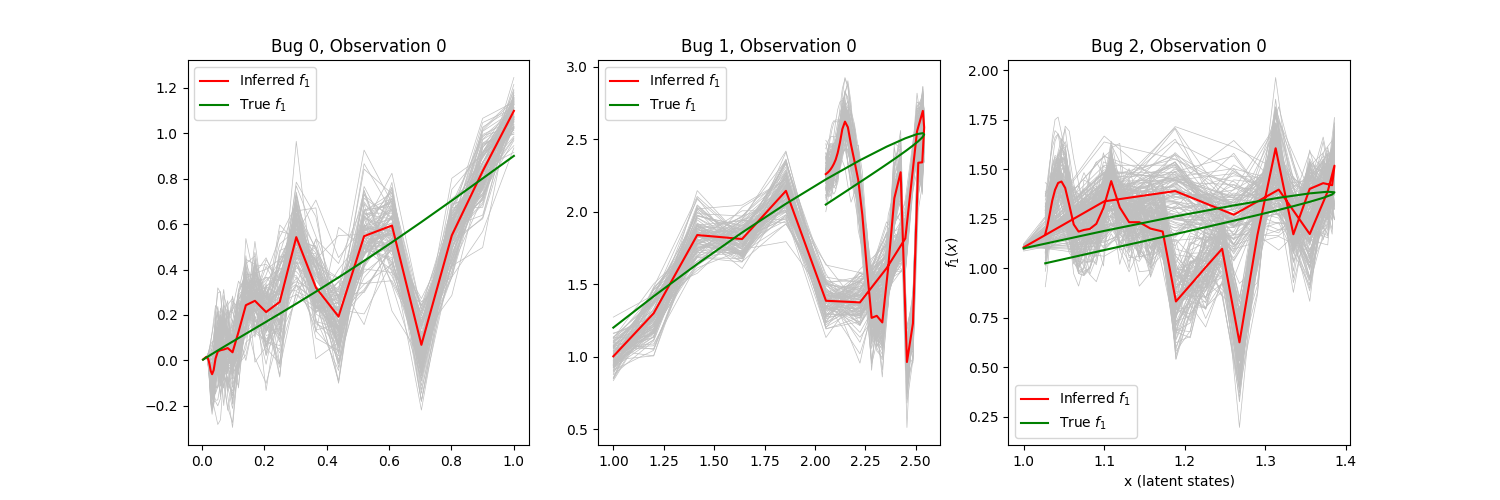 Bug 0, Observation 0
Inferred f₁
True f₁
1.2
1.0
0.8
0.6
0.4
0.2
0.0
−0.2
0.0 0.2 0.4 0.6 0.8 1.0
Bug 1, Observation 0
Inferred f₁
True f₁
3.0
2.5
2.0
1.5
1.0
0.5
1.00 1.25 1.50 1.75 2.00 2.25 2.50
Bug 2, Observation 0
f₁(x)
2.00
1.75
1.50
1.25
1.00
0.75
0.50
0.25
Inferred f₁
True f₁
1.0 1.1 1.2 1.3 1.4
x (latent states)